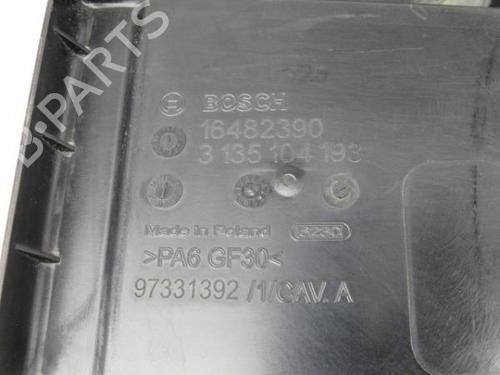 BOSCH
16482390
3 135 104 193
Made in Poland
>PA6 GF30<
97331392 /1/CAV. A
B-PARTS